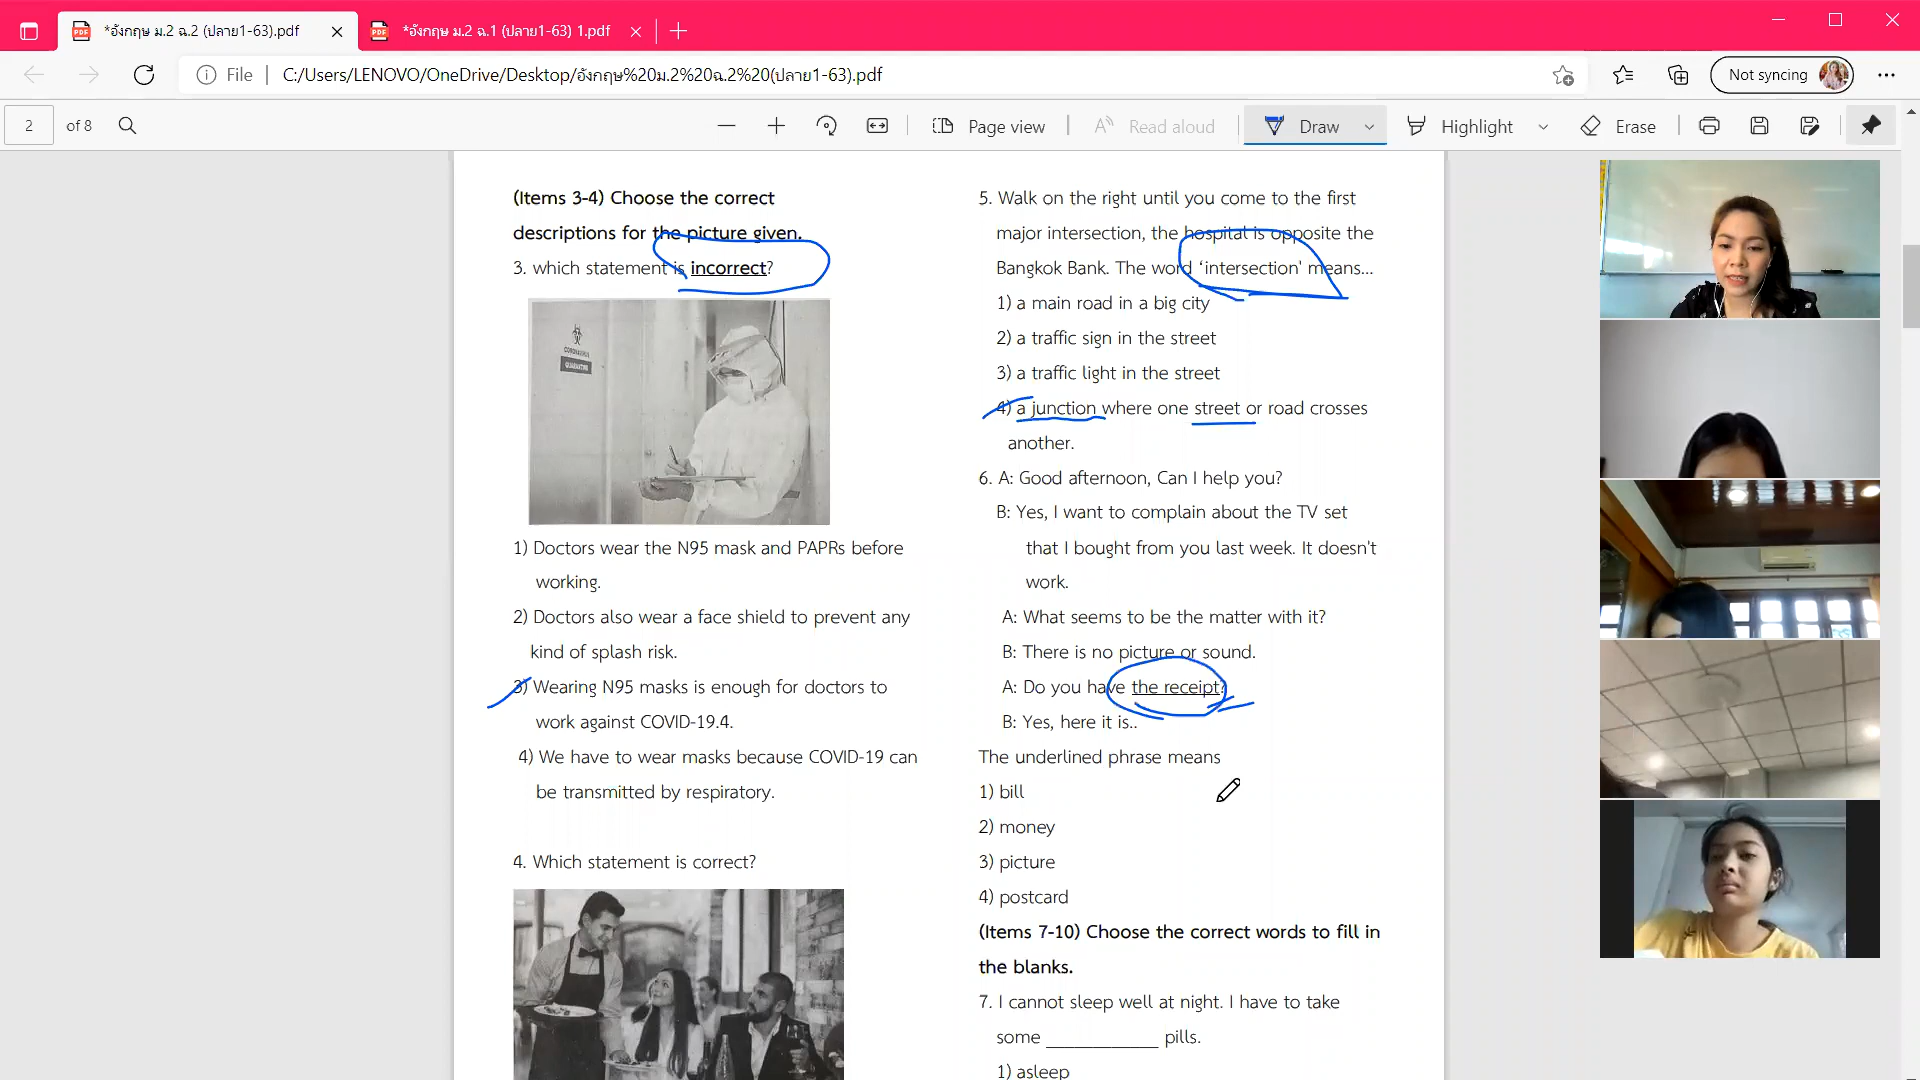 *อังกฤษ ม.2 ฉ.2 (ปลาย1-63).pdf
*อังกฤษ ม.2 ฉ.1 (ปลาย1-63) 1.pdf
File
C:/Users/LENOVO/OneDrive/Desktop/อังกฤษ%20ม.2%20ฉ.2%20(ปลาย1-63).pdf
Not syncing
2 of 8
Page view
Read aloud
Draw
Highlight
Erase
(Items 3-4) Choose the correct
descriptions for the picture given.
3. which statement is incorrect?
CORONAVIRUS
QUARANTINE
1) Doctors wear the N95 mask and PAPRs before
working.
2) Doctors also wear a face shield to prevent any
kind of splash risk.
3) Wearing N95 masks is enough for doctors to
work against COVID-19.4.
4) We have to wear masks because COVID-19 can
be transmitted by respiratory.
4. Which statement is correct?
5. Walk on the right until you come to the first
major intersection, the hospital is opposite the
Bangkok Bank. The word ‘intersection' means...
1) a main road in a big city
2) a traffic sign in the street
3) a traffic light in the street
4) a junction where one street or road crosses
another.
6. A: Good afternoon, Can I help you?
B: Yes, I want to complain about the TV set
that I bought from you last week. It doesn't
work.
A: What seems to be the matter with it?
B: There is no picture or sound.
A: Do you have the receipt?
B: Yes, here it is..
The underlined phrase means
1) bill
2) money
3) picture
4) postcard
(Items 7-10) Choose the correct words to fill in
the blanks.
7. I cannot sleep well at night. I have to take
some ____________ pills.
1) asleep